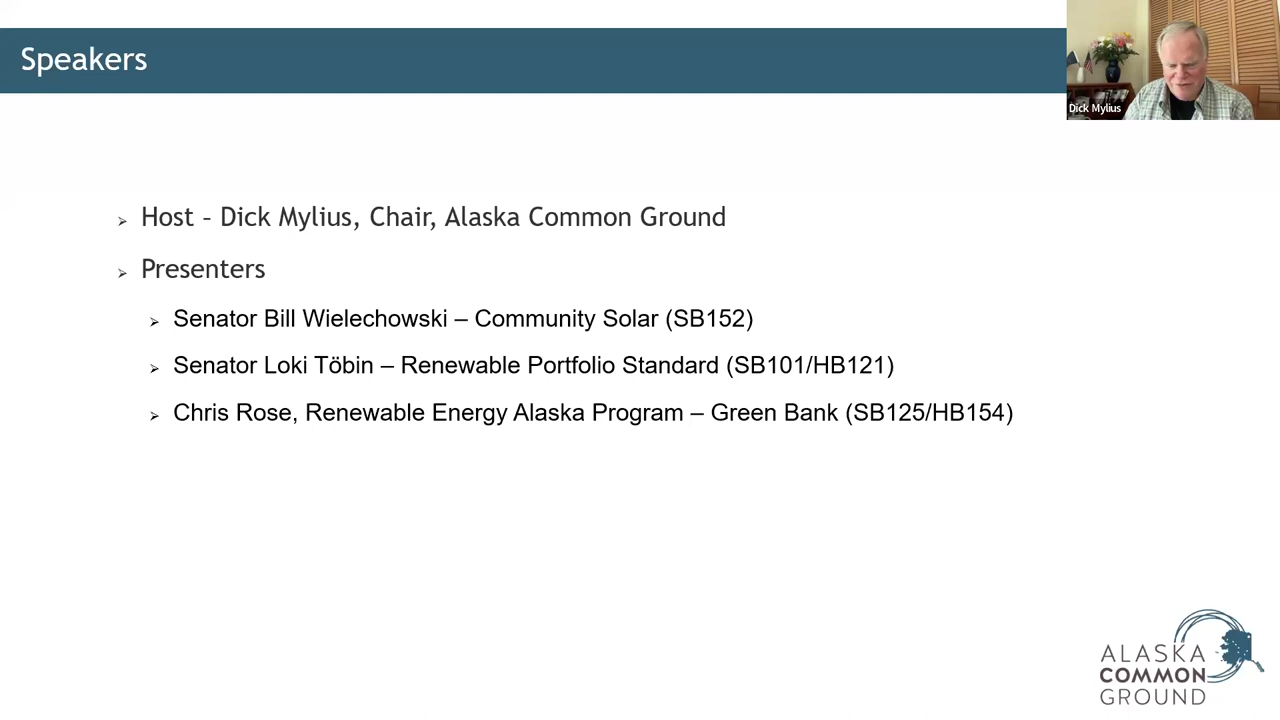 Speakers
Dick Mylius
Host – Dick Mylius, Chair, Alaska Common Ground
Presenters
Senator Bill Wielechowski – Community Solar (SB152)
Senator Loki Töbin – Renewable Portfolio Standard (SB101/HB121)
Chris Rose, Renewable Energy Alaska Program – Green Bank (SB125/HB154)
ALASKA
COMMON
GROUND